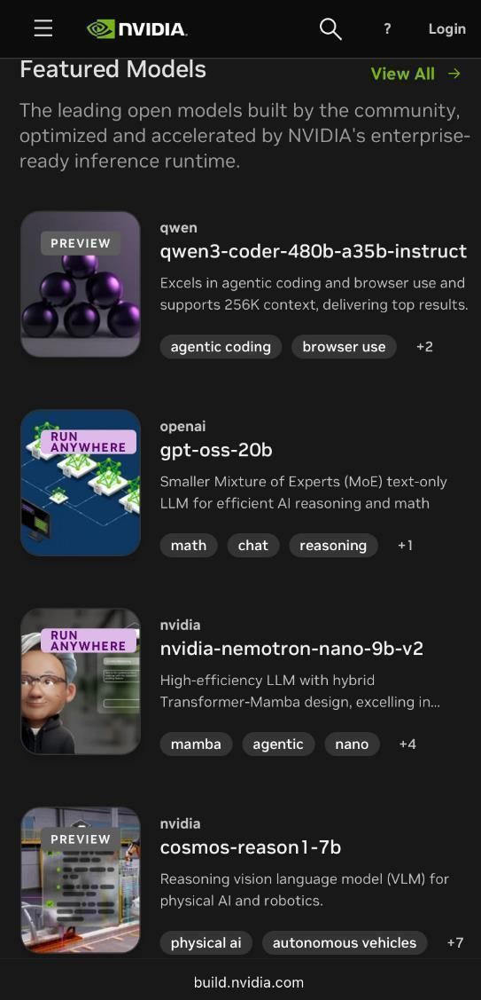 NVIDIA.
?
Login
Featured Models
View All →
The leading open models built by the community,
optimized and accelerated by NVIDIA's enterprise-
ready inference runtime.
PREVIEW
qwen
qwen3-coder-480b-a35b-instruct
Excels in agentic coding and browser use and
supports 256K context, delivering top results.
agentic coding
browser use
+2
RUN
ANYWHERE
openai
gpt-oss-20b
Smaller Mixture of Experts (MoE) text-only
LLM for efficient AI reasoning and math
math
chat
reasoning
+1
RUN
ANYWHERE
nvidia
nvidia-nemotron-nano-9b-v2
High-efficiency LLM with hybrid
Transformer-Mamba design, excelling in...
mamba
agentic
nano
+4
PREVIEW
nvidia
cosmos-reason1-7b
Reasoning vision language model (VLM) for
physical AI and robotics.
physical ai
autonomous vehicles
+7
build.nvidia.com